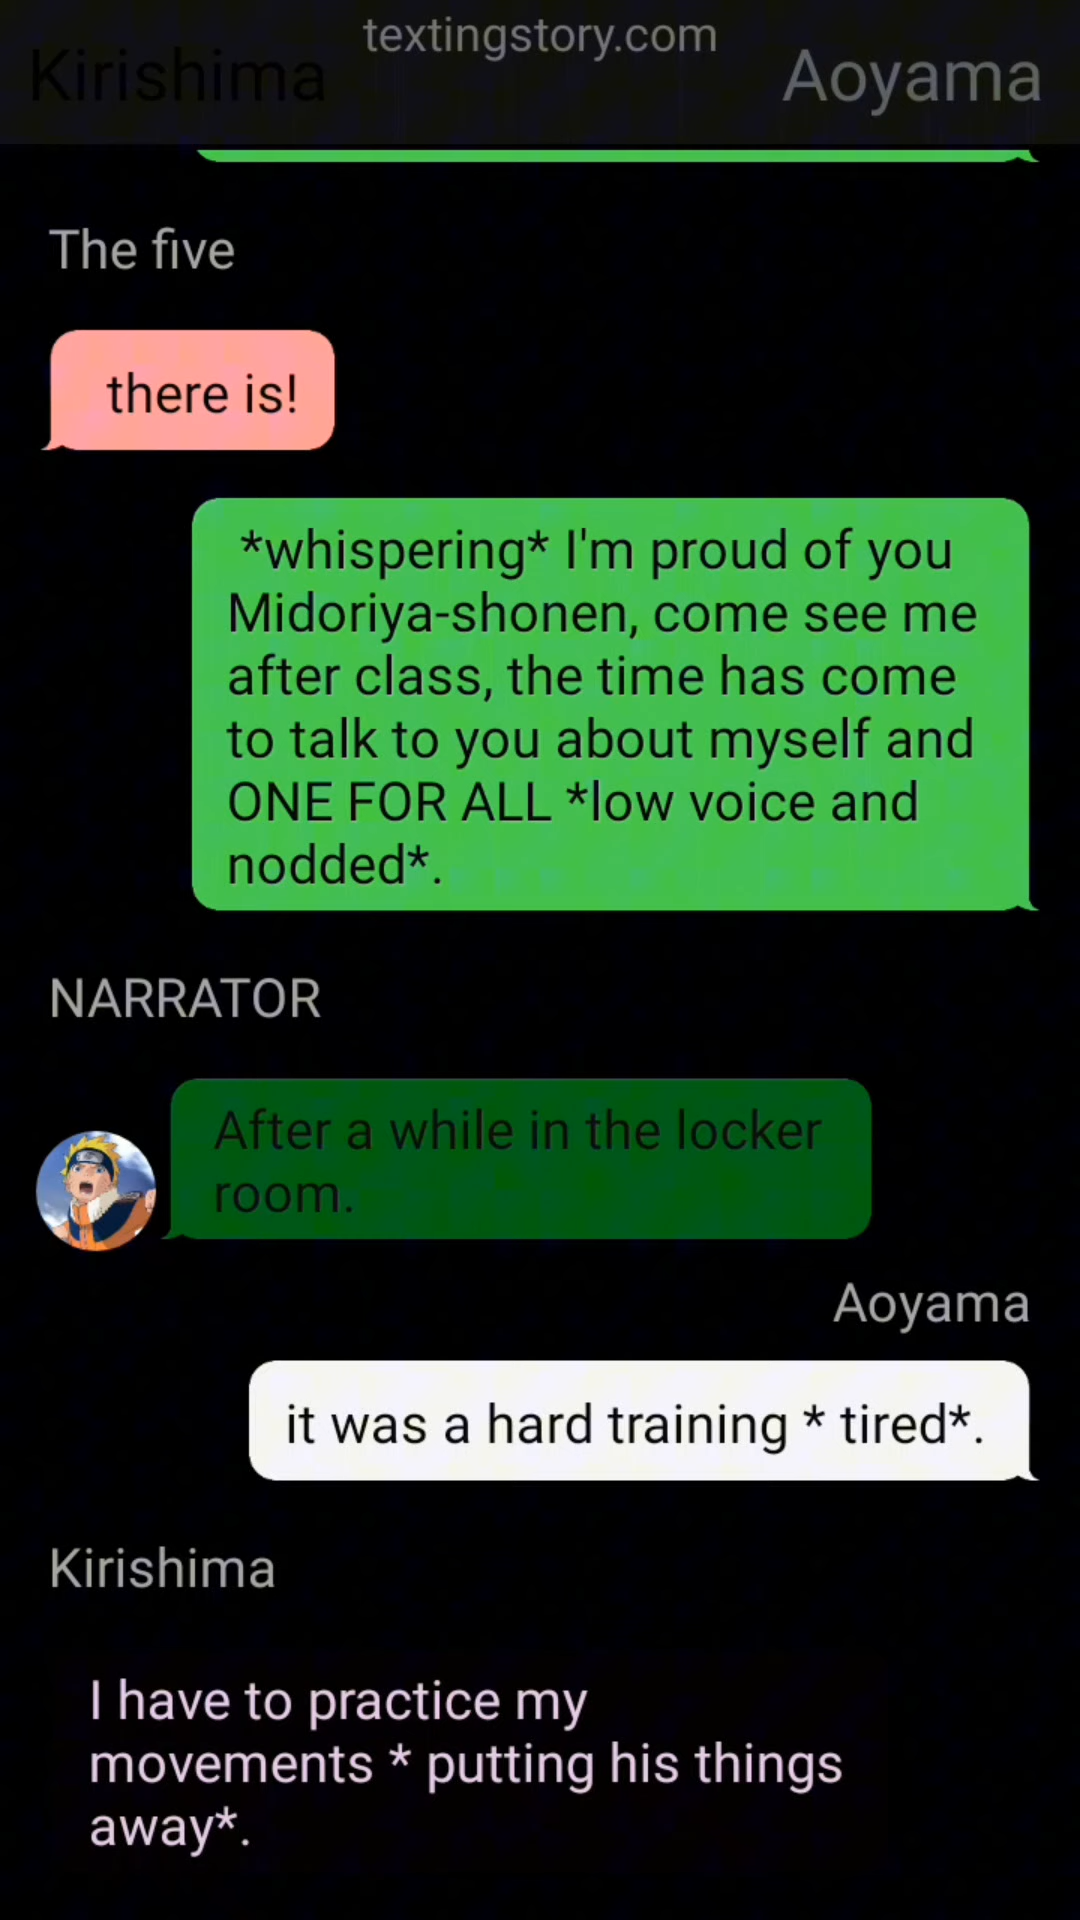 textingstory.com
Kirishima
Aoyama
The five
there is!
*whispering* I'm proud of you
Midoriya-shonen, come see me
after class, the time has come
to talk to you about myself and
ONE FOR ALL *low voice and
nodded*.
NARRATOR
After a while in the locker
room.
Aoyama
it was a hard training * tired*.
Kirishima
I have to practice my
movements * putting his things
away*.